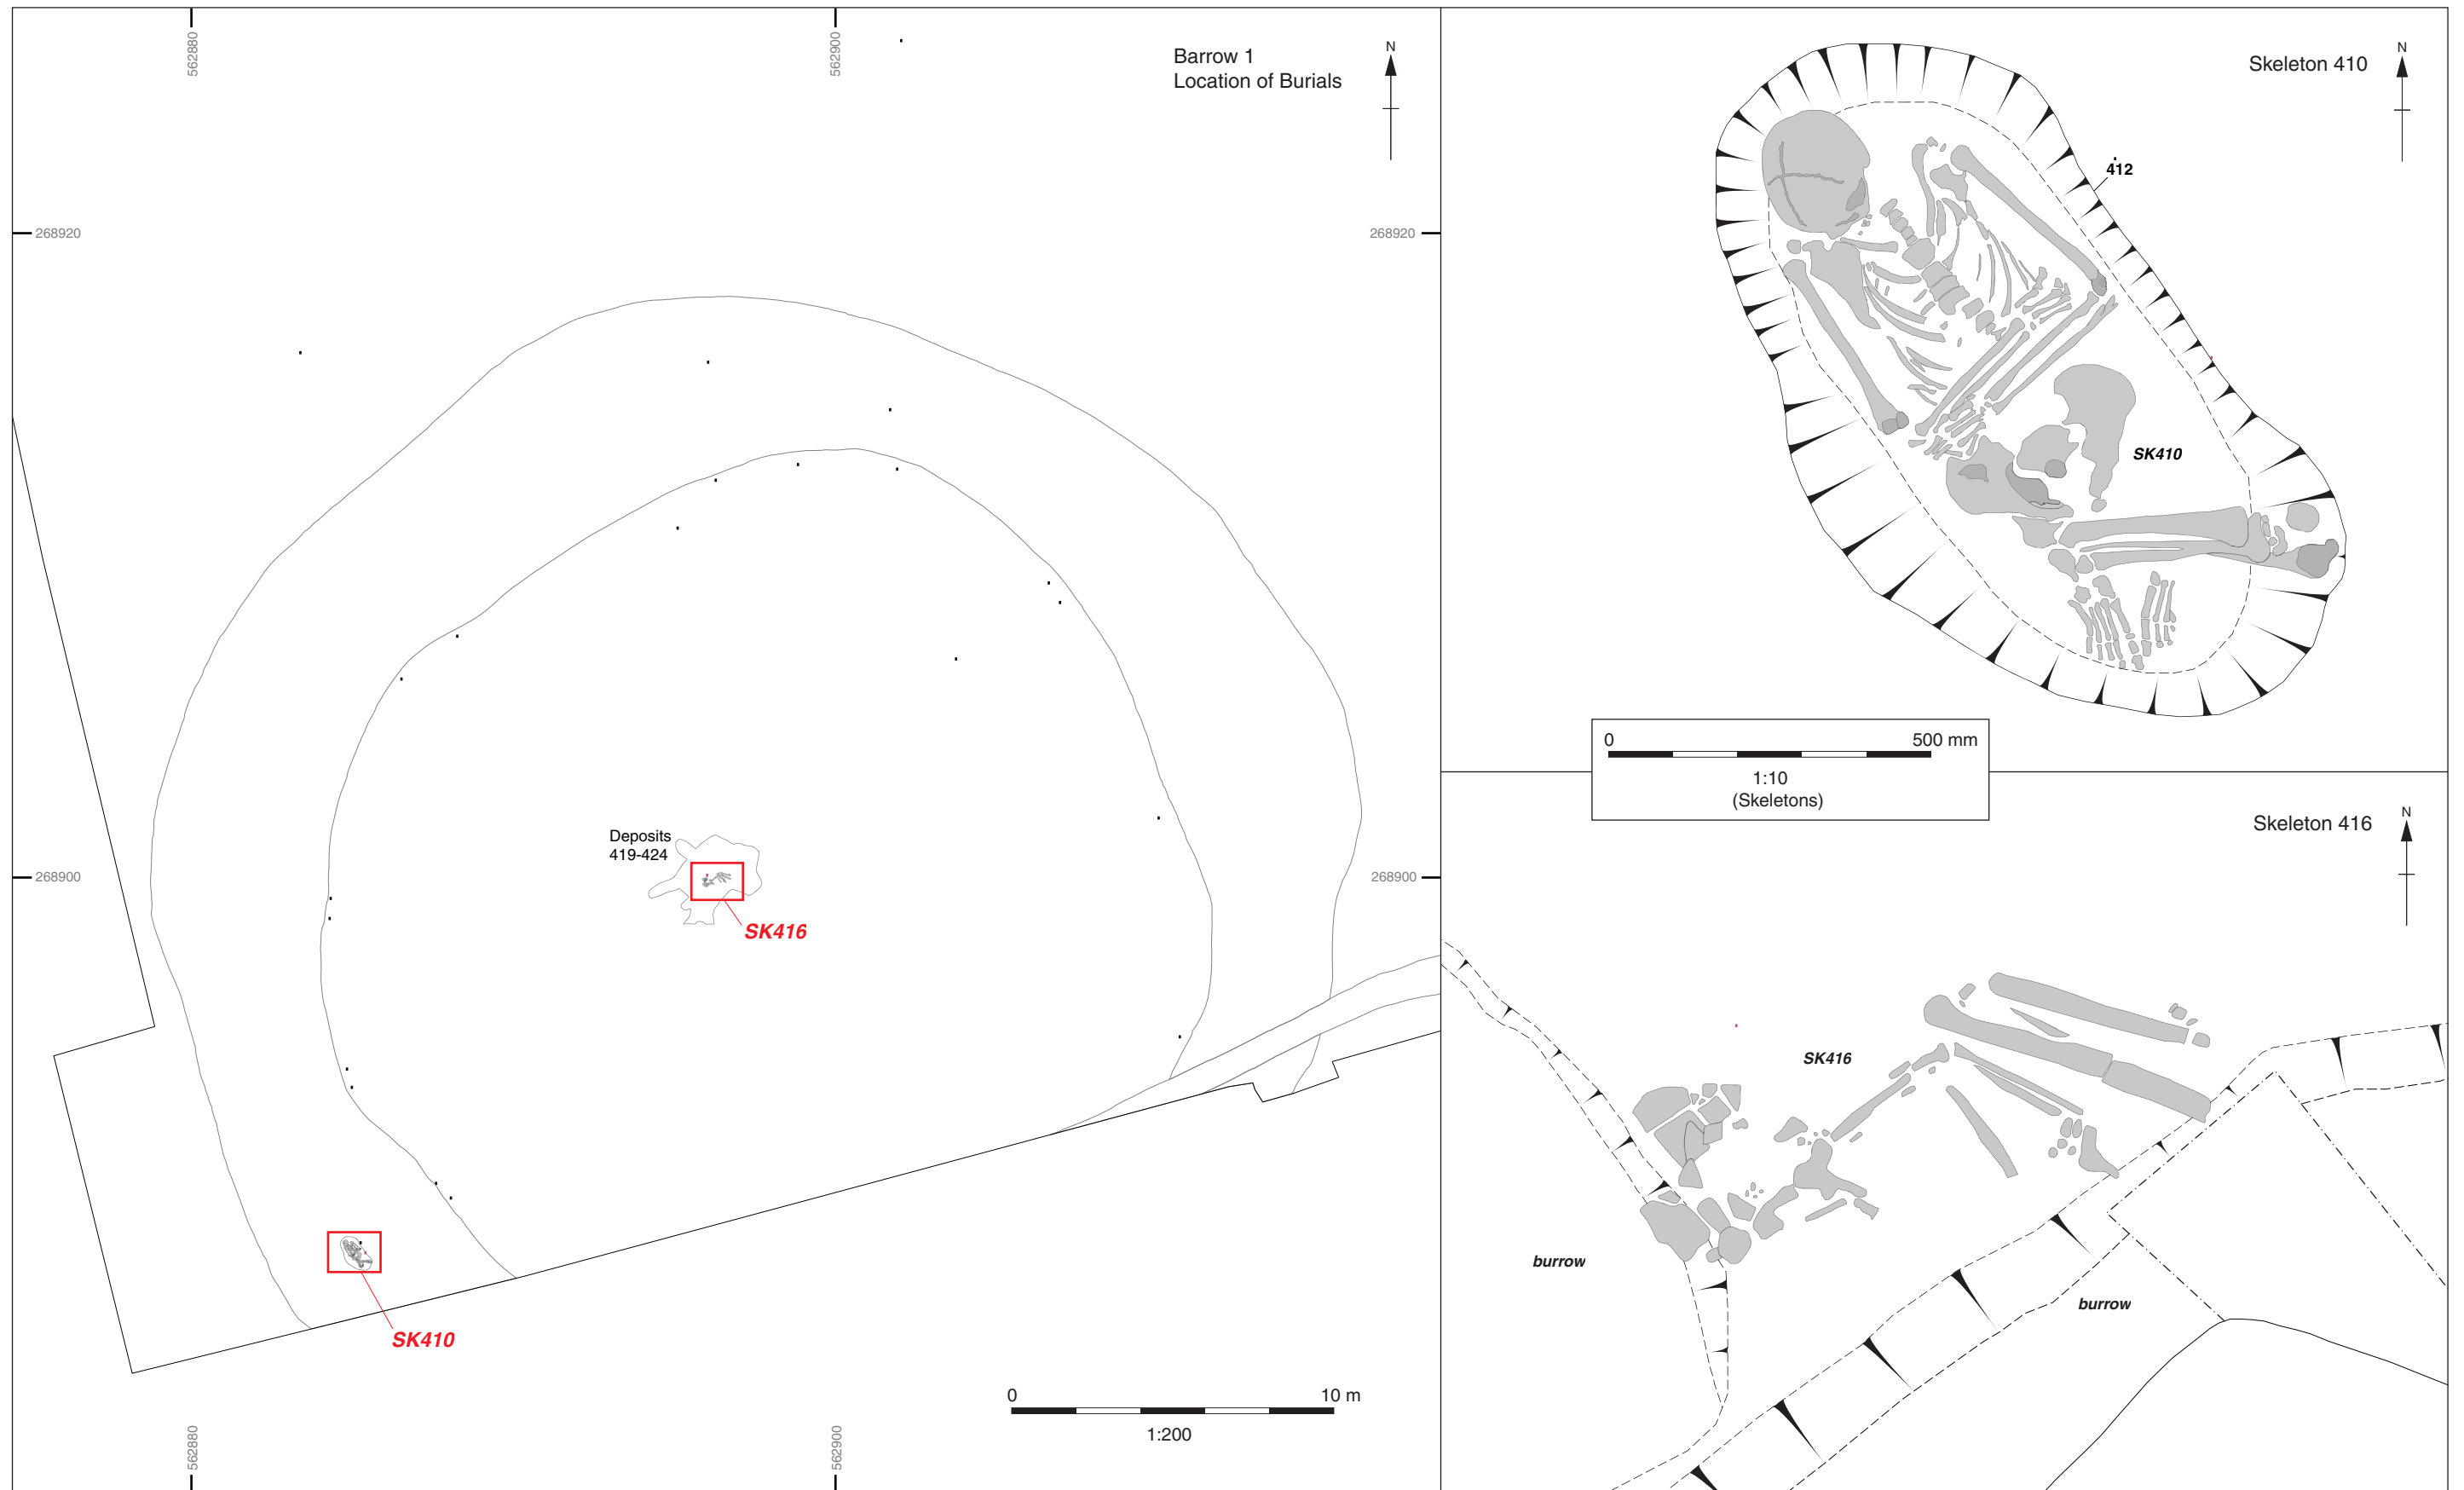 562880
562900
Barrow 1
Location of Burials
N
268920
268920
Deposits
419-424
SK416
268900
268900
SK410
0 10 m
1:200
562880
562900
Skeleton 410
N
412
SK410
0 500 mm
1:10
(Skeletons)
Skeleton 416
N
SK416
burrow
burrow